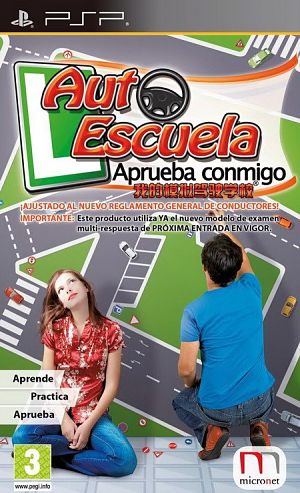 PSP
Auto
Escuela
Aprueba conmigo
我的模拟驾驶学校
¡AJUSTADO AL NUEVO REGLAMENTO GENERAL DE CONDUCTORES!
IMPORTANTE: Este producto utiliza YA el nuevo modelo de examen
multi-respuesta de PRÓXIMA ENTRADA EN VIGOR.
Aprende
Practica
Aprueba
3
www.pegi.info
micronet